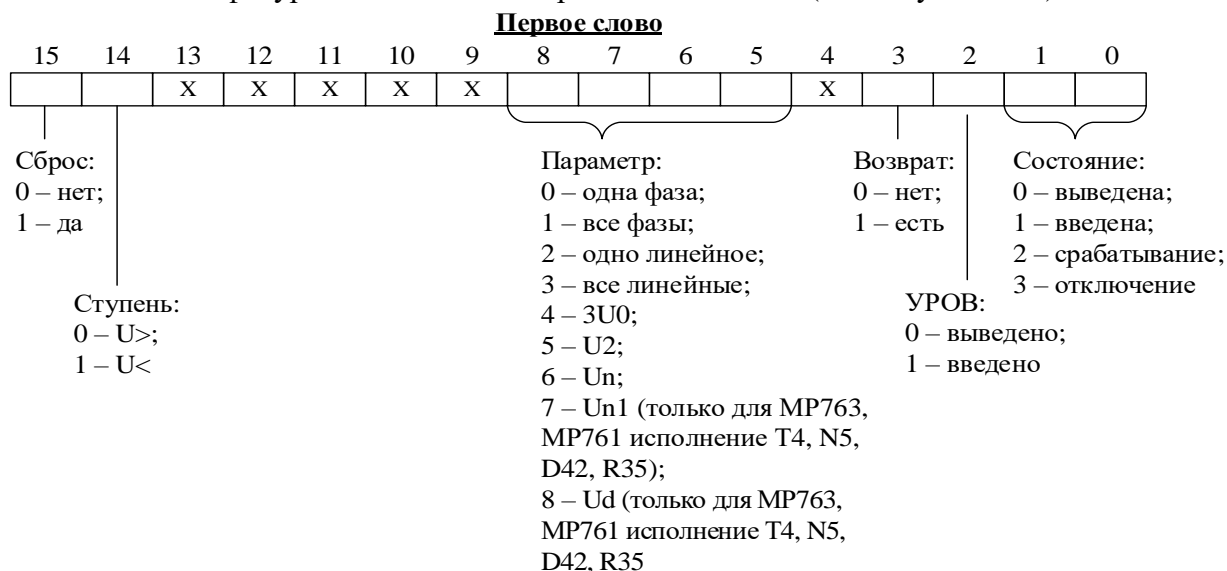 Первое слово
15 14 13 12 11 10 9 8 7 6 5 4 3 2 1 0
X X X X X X
Сброс:
0 – нет;
1 – да
Ступень:
0 – U>;
1 – U<
Параметр:
0 – одна фаза;
1 – все фазы;
2 – одно линейное;
3 – все линейные;
4 – 3U0;
5 – U2;
6 – Un;
7 – Un1 (только для МР763,
МР761 исполнение Т4, N5,
D42, R35);
8 – Ud (только для МР763,
МР761 исполнение Т4, N5,
D42, R35
Возврат:
0 – нет;
1 – есть
УРОВ:
0 – выведено;
1 – введено
Состояние:
0 – выведена;
1 – введена;
2 – срабатывание;
3 – отключение